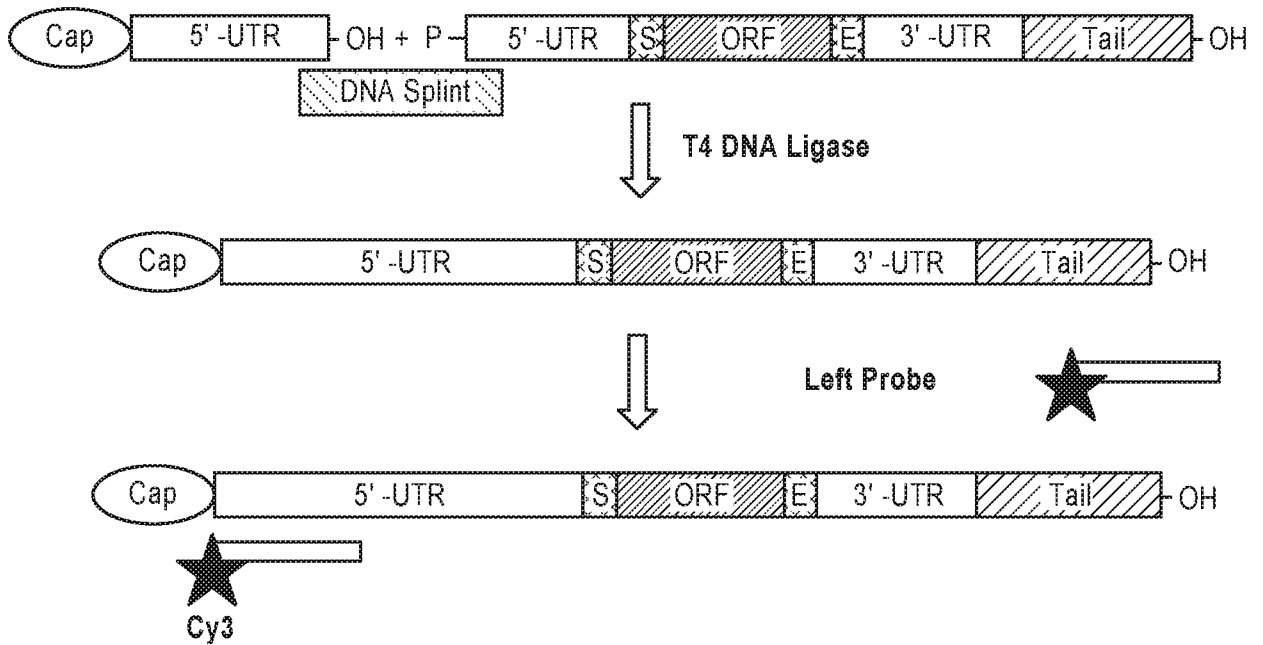 Cap 5' -UTR -OH + P- 5' -UTR S ORF E 3' -UTR Tail -OH
DNA Splint
T4 DNA Ligase
Cap 5' -UTR S ORF E 3' -UTR Tail -OH
Left Probe
Cap 5' -UTR S ORF E 3' -UTR Tail -OH
Cy3